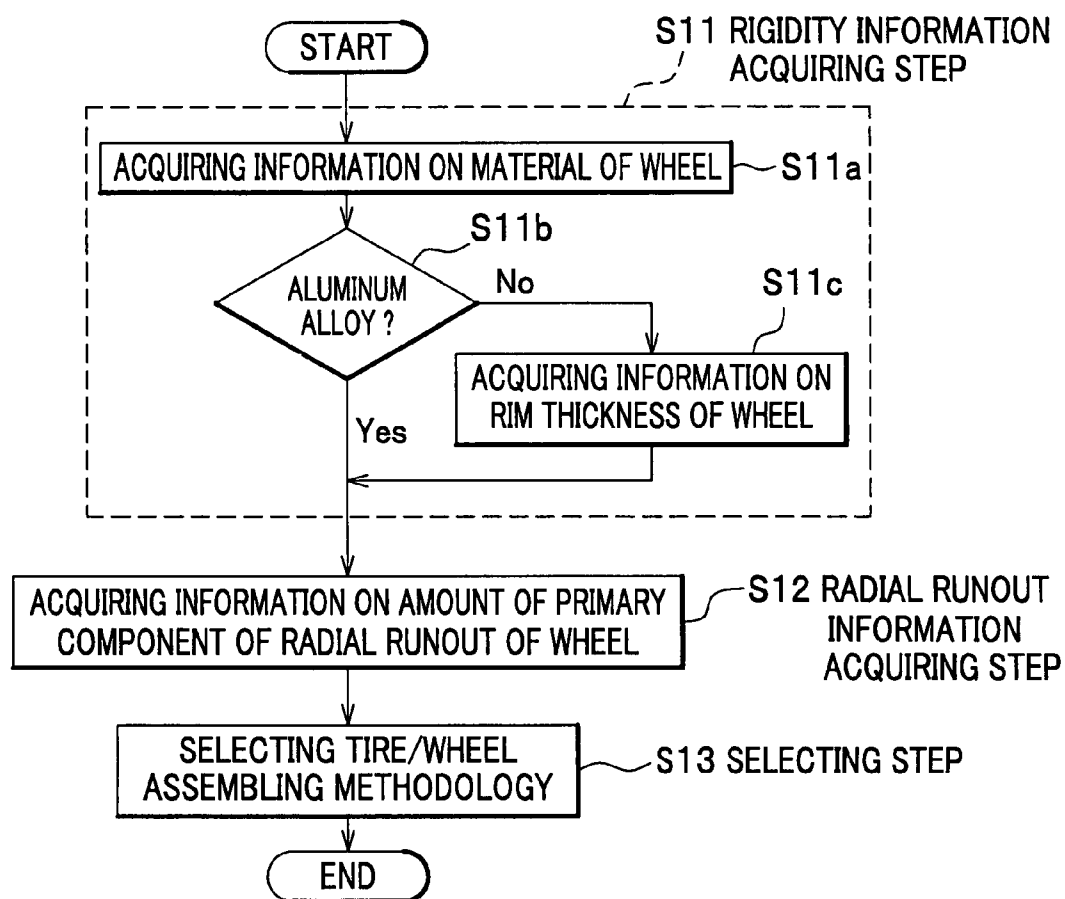 START
S11 RIGIDITY INFORMATION
ACQUIRING STEP
ACQUIRING INFORMATION ON MATERIAL OF WHEEL
S11a
S11b
ALUMINUM
ALLOY ?
No
S11c
ACQUIRING INFORMATION ON
RIM THICKNESS OF WHEEL
Yes
ACQUIRING INFORMATION ON AMOUNT OF PRIMARY
COMPONENT OF RADIAL RUNOUT OF WHEEL
S12 RADIAL RUNOUT
INFORMATION
ACQUIRING STEP
SELECTING TIRE/WHEEL
ASSEMBLING METHODOLOGY
S13 SELECTING STEP
END